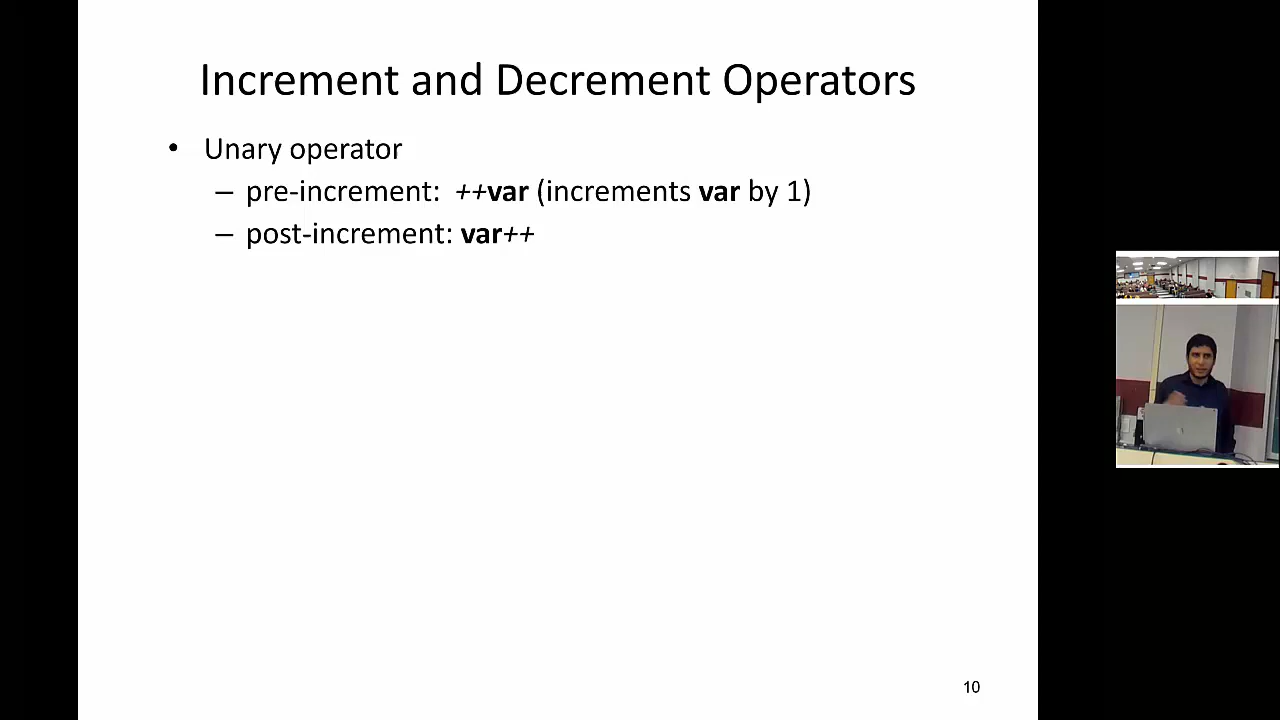 Increment and Decrement Operators
• Unary operator
– pre-increment: ++var (increments var by 1)
– post-increment: var++
10